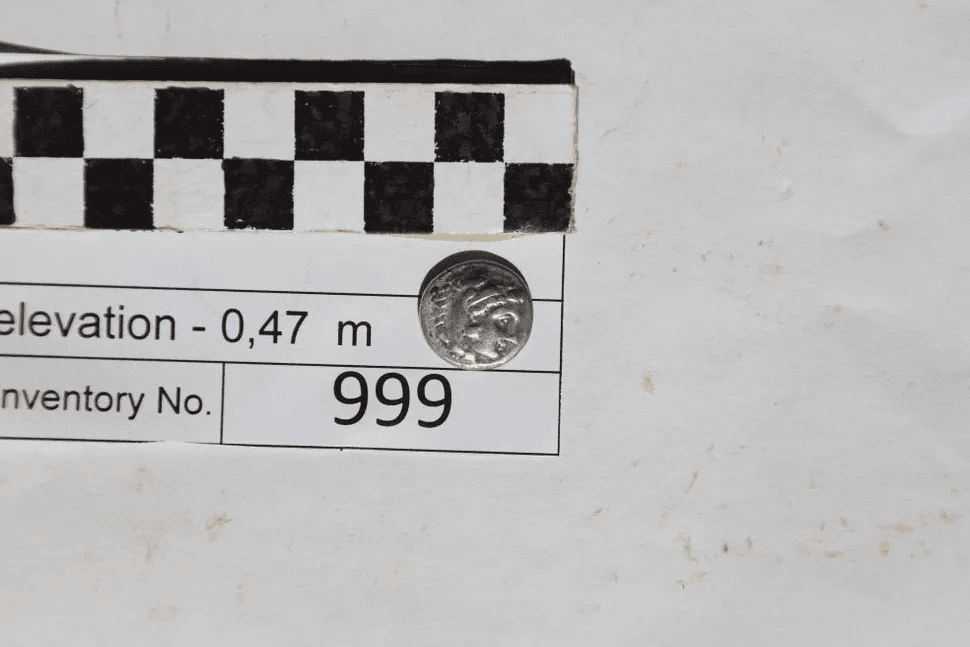 elevation - 0,47 m
nventory No. 999